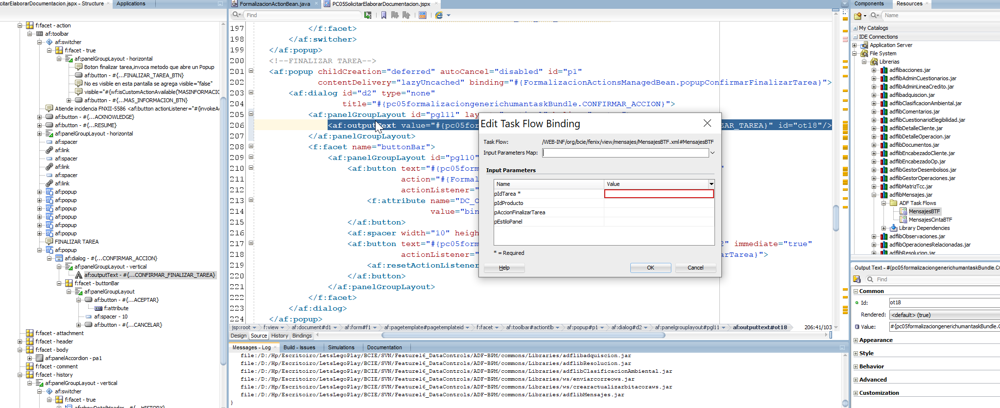 citarElaborarDocumentacion.jspx - Structure
Applications
f:facet - action
af:toolbar
af:switcher
f:facet - true
af:panelGroupLayout - horizontal
Boton finalizar tarea,invoca metodo que abre un Popup
af:button - #{...FINALIZAR_TAREA_BTN}
No es visible en esta pantalla se agrega visible="false"
visible="#{wf:isCustomActionAvailable('MASINFORMACIO
af:button - #{...MAS_INFORMACION_BTN}
Atiende incidencia FNXII-5586 <af:button actionListener="#{invokeAc
af:button - #{...ACKNOWLEDGE}
af:button - #{...RESUME}
af:panelGroupLayout - horizontal
af:spacer
af:link
af:spacer
af:link
af:spacer
af:link
af:popup
af:popup
af:popup
af:popup
af:popup
af:popup
FINALIZAR TAREA
af:popup
af:dialog - #{...CONFIRMAR_ACCION}
af:panelGroupLayout - vertical
af:outputText - #{...CONFIRMAR_FINALIZAR_TAREA}
f:facet - buttonBar
af:panelGroupLayout
af:button - #{...ACEPTAR}
f:attribute
af:spacer - 10
af:button - #{...CANCELAR}
f:facet - attachment
f:facet - header
f:facet - body
af:panelAccordion - pa1
f:facet - comment
f:facet - history
af:panelGroupLayout - vertical
af:switcher
f:facet - true
af:showDetailHeader - #{...HISTORY}
FormalizacionActionBean.java
PC05SolicitarElaborarDocumentacion.jspx
Find
197 </f:facet>
198 </af:switcher>
199 </af:popup>
200 <!--FINALIZAR TAREA-->
201 <af:popup childCreation="deferred" autoCancel="disabled" id="p1"
202 contentDelivery="lazyUncached" binding="#{FormalizacionActionsManagedBean.popupConfirmarFinalizarTarea}">
203 <af:dialog id="d2" type="none"
204 title="#{pc05formalizaciongenerichumantaskBundle.CONFIRMAR_ACCION}">
205 <af:panelGroupLayout id="pgl11"
206 <af:outputText value="#{pc05for ZAR_TAREA}" id="ot18"/>
207 </af:panelGroupLayout>
208 <f:facet name="buttonBar">
209 <af:panelGroupLayout id="pgl10"
210 <af:button text="#{pc05form "
211 action="#{Formal
212 actionListener="
213 <f:attribute name="DC_O
214 value="bin
215 </af:button>
216 <af:spacer width="10" heigh
217 <af:button text="#{pc05form 2" immediate="true"
218 actionListener=" arTarea}">
219 <af:resetActionListener
220 </af:button>
221 </af:panelGroupLayout>
222 </f:facet>
223 </af:dialog>
224 </af:popup>
jsp:root f:view af:document#d1 af:form#f1 af:pagetemplate#pagetemplateid f:facet af:toolbar#actiontlb af:popup#p1 af:dialog#d2 af:panelgrouplayout#pgl11 af:outputtext#ot18 206:41/103
Design Source History Bindings
Edit Task Flow Binding
Task Flow: /WEB-INF/org/bcie/fenix/view/mensajes/MensajesBTF.xml#MensajesBTF
Input Parameters Map:
Input Parameters
Name Value
pIdTarea *
pIdProducto
pAccionFinalizarTarea
pEstiloPanel
* = Required
Help OK Cancel
Messages - Log Build - Issues Simulations Documentation
file:/D:/Hp/Escritoiro/LetsLegoPlay/BCIE/SVN/Feature16_DataControls/ADF-BPM/commons/Libraries/adflibadquiscion.jar
file:/D:/Hp/Escritoiro/LetsLegoPlay/BCIE/SVN/Feature16_DataControls/ADF-BPM/commons/Libraries/adflibResolucion.jar
file:/D:/Hp/Escritoiro/LetsLegoPlay/BCIE/SVN/Feature16_DataControls/ADF-BPM/commons/Libraries/adflibClasificacionAmbiental.jar
file:/D:/Hp/Escritoiro/LetsLegoPlay/BCIE/SVN/Feature16_DataControls/ADF-BPM/commons/Libraries/ws/enviarcorreows.jar
file:/D:/Hp/Escritoiro/LetsLegoPlay/BCIE/SVN/Feature16_DataControls/ADF-BPM/commons/Libraries/ws/crearactualizarbitacoraws.jar
file:/D:/Hp/Escritoiro/LetsLegoPlay/BCIE/SVN/Feature16_DataControls/ADF-BPM/commons/Libraries/adflibMensajes.jar
}
Components Resources
Name
My Catalogs
IDE Connections
Application Server
File System
Librerias
adflibacciones.jar
adflibAdminCuestionarios.jar
adflibAdminLineaCredito.jar
adflibadquiscion.jar
adflibClasificacionAmbiental.jar
adflibComentarios.jar
adflibCuestionarioElegibilidad.jar
adflibDetalleCliente.jar
adflibDetalleOperacion.jar
adflibDocumentos.jar
adflibEncabezadoCliente.jar
adflibEncabezadoOp.jar
adflibGestorDesembolsos.jar
adflibGestorOperaciones.jar
adflibMatrizTcc.jar
adflibMensajes.jar
ADF Task Flows
MensajesBTF
MensajesCintaBTF
Library Dependencies
adflibObservaciones.jar
adflibOperacionesRelacionadas.jar
adflibResolucion.jar
Output Text - #{pc05formalizaciongenerichumantaskBundle.CO
Find
Common
Id: ot18
Rendered: <default> (true)
Value: #{pc05formalizaciongenerichumantaskBundle.C
Appearance
Style
Behavior
Advanced
Customization